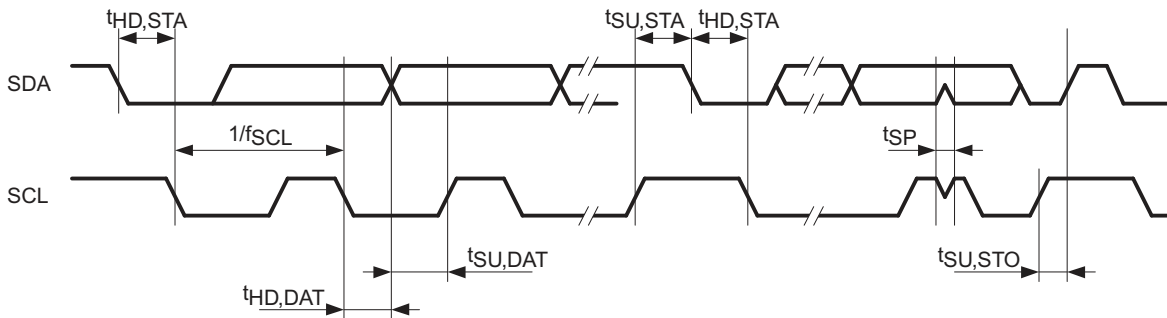 tHD,STA
tSU,STA
tHD,STA
SDA
1/fSCL
tSP
SCL
tSU,DAT
tSU,STO
tHD,DAT